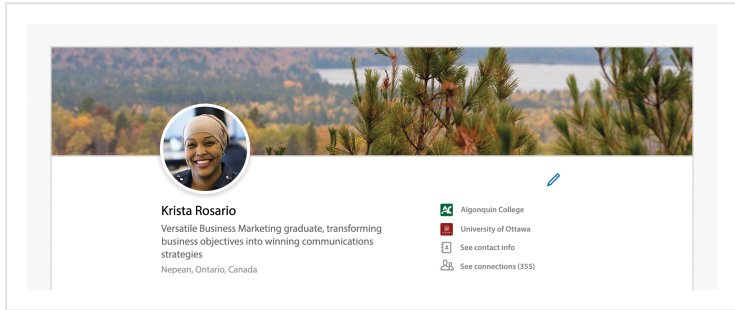 Krista Rosario
Versatile Business Marketing graduate, transforming
business objectives into winning communications
strategies
Nepean, Ontario, Canada
AC Algonquin College
University of Ottawa
See contact info
See connections (355)